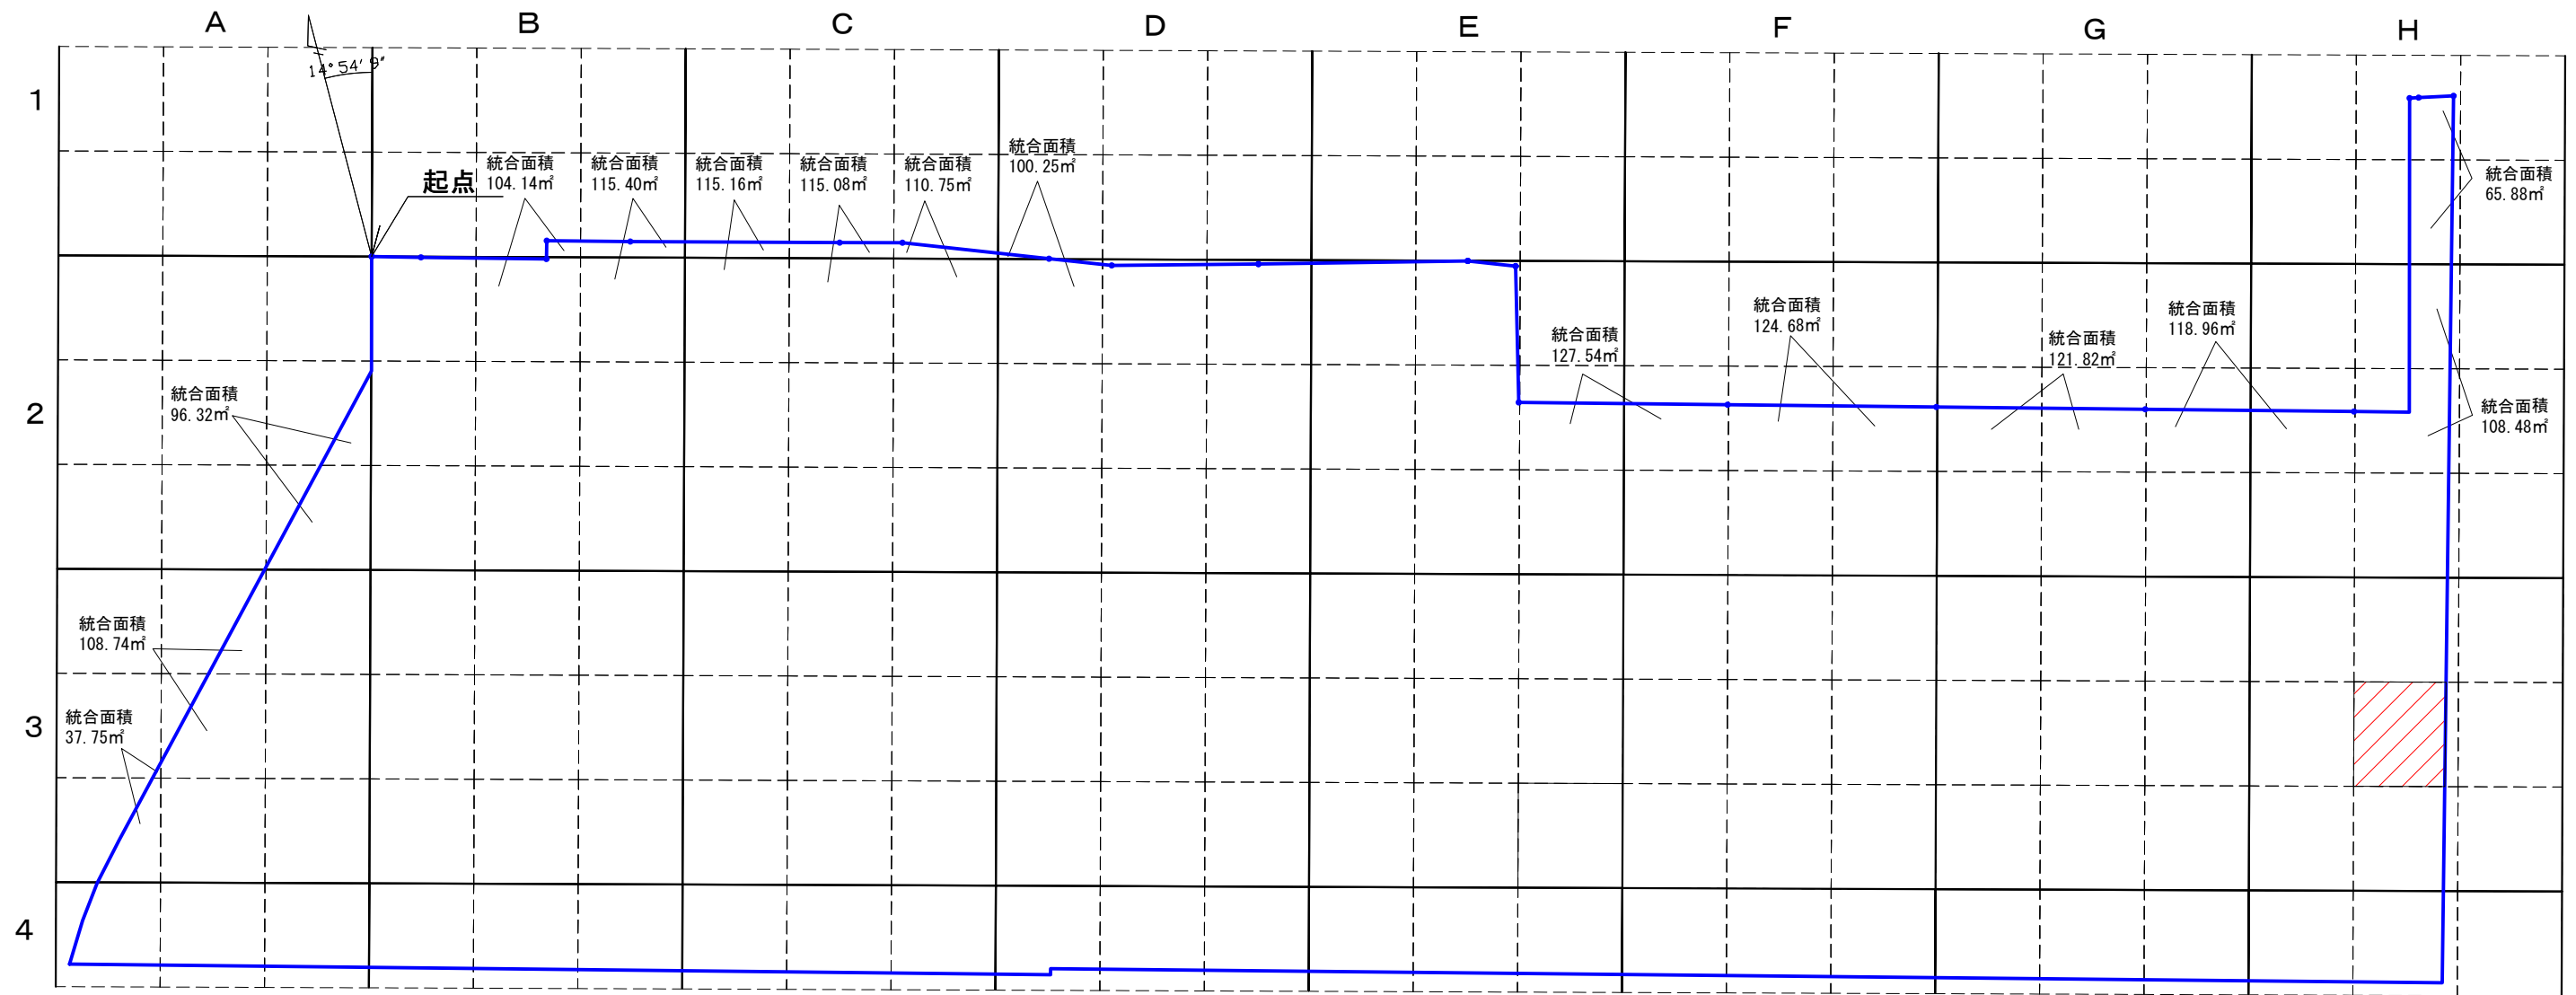 A
B
C
D
E
F
G
H
1
2
3
4
14°54′9″
起点
統合面積
104.14㎡
統合面積
115.40㎡
統合面積
115.16㎡
統合面積
115.08㎡
統合面積
110.75㎡
統合面積
100.25㎡
統合面積
65.88㎡
統合面積
127.54㎡
統合面積
124.68㎡
統合面積
121.82㎡
統合面積
118.96㎡
統合面積
108.48㎡
統合面積
96.32㎡
統合面積
108.74㎡
統合面積
37.75㎡